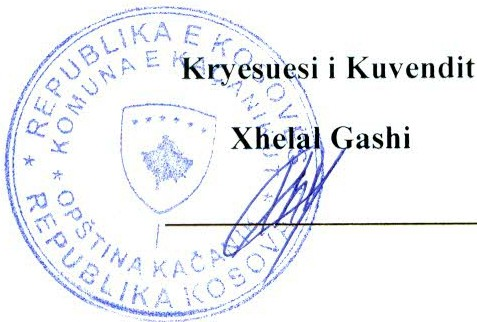 Kryesuesi i Kuvendit
Xhelal Gashi
REPUBLIKA E KOSOVËS
KOMUNA E KAÇANIKUT
OPŠTINA KAČANIK
REPUBLIKA KOSOVA